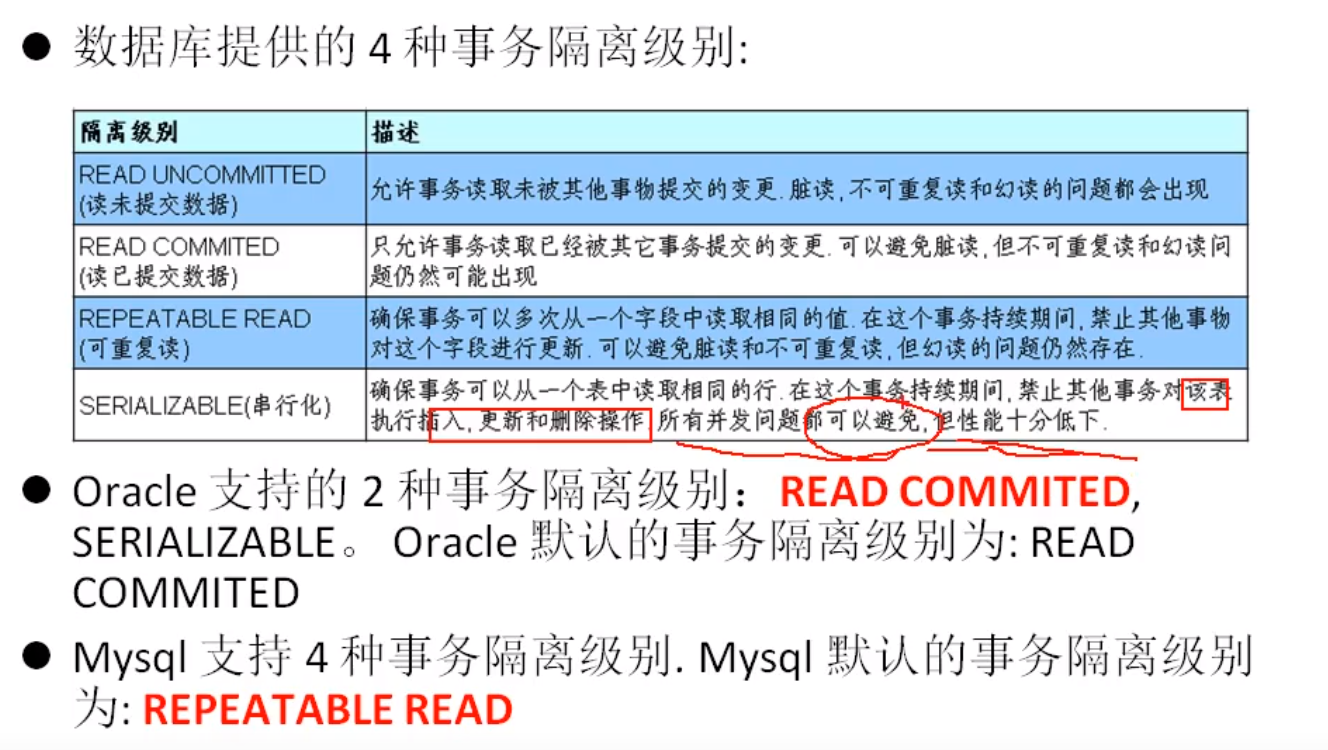 ● 数据库提供的 4 种事务隔离级别:
隔离级别 描述
READ UNCOMMITTED
(读未提交数据)
允许事务读取未被其他事物提交的变更.脏读,不可重复读和幻读的问题都会出现
READ COMMITED
(读已提交数据)
只允许事务读取已经被其它事务提交的变更.可以避免脏读,但不可重复读和幻读问
题仍然可能出现
REPEATABLE READ
(可重复读)
确保事务可以多次从一个字段中读取相同的值.在这个事务持续期间,禁止其他事物
对这个字段进行更新.可以避免脏读和不可重复读,但幻读的问题仍然存在.
SERIALIZABLE(串行化)
确保事务可以从一个表中读取相同的行.在这个事务持续期间,禁止其他事务对该表
执行插入,更新和删除操作.所有并发问题都可以避免,但性能十分低下.
● Oracle 支持的 2 种事务隔离级别：READ COMMITED,
SERIALIZABLE。 Oracle 默认的事务隔离级别为: READ
COMMITED
● Mysql 支持 4 种事务隔离级别. Mysql 默认的事务隔离级别
为: REPEATABLE READ